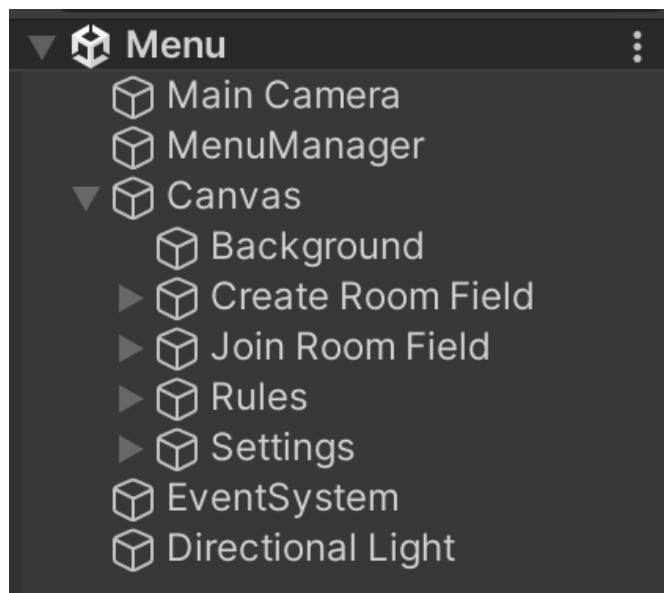 Menu
Main Camera
MenuManager
Canvas
Background
Create Room Field
Join Room Field
Rules
Settings
EventSystem
Directional Light